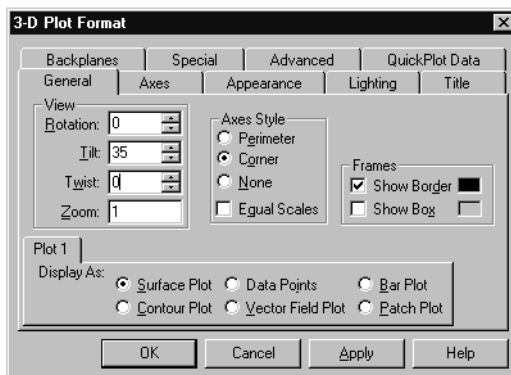 3-D Plot Format
Backplanes Special Advanced QuickPlot Data
General Axes Appearance Lighting Title
View
Rotation: 0
Tilt: 35
Twist: 0
Zoom: 1
Axes Style
Perimeter
Corner
None
Equal Scales
Frames
Show Border
Show Box
Plot 1
Display As:
Surface Plot Data Points Bar Plot
Contour Plot Vector Field Plot Patch Plot
OK Cancel Apply Help